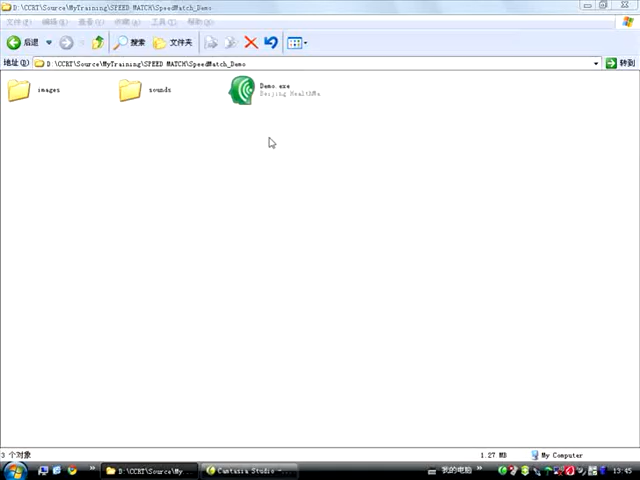 D:\CCRT\Source\MyTraining\SPEED MATCH\SpeedMatch_Demo
文件(F) 编辑(E) 查看(V) 收藏(A) 工具(T) 帮助(H)
后退 搜索 文件夹
地址(D) D:\CCRT\Source\MyTraining\SPEED MATCH\SpeedMatch_Demo 转到
images
sounds
Demo.exe
3 个对象 1.27 MB My Computer
D:\CCRT\Source\My... Camtasia Studio -... 我的电脑 13:45